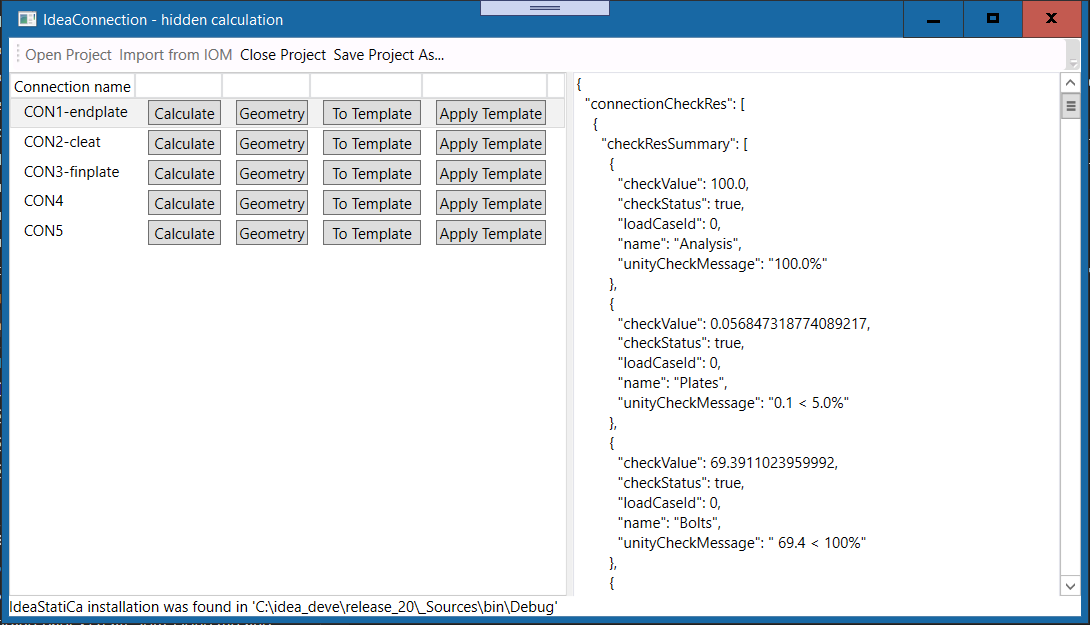 IdeaConnection - hidden calculation
Open Project Import from IOM Close Project Save Project As...
Connection name
CON1-endplate Calculate Geometry To Template Apply Template
CON2-cleat Calculate Geometry To Template Apply Template
CON3-finplate Calculate Geometry To Template Apply Template
CON4 Calculate Geometry To Template Apply Template
CON5 Calculate Geometry To Template Apply Template
{
"connectionCheckRes": [
{
"checkResSummary": [
{
"checkValue": 100.0,
"checkStatus": true,
"loadCaseId": 0,
"name": "Analysis",
"unityCheckMessage": "100.0%"
},
{
"checkValue": 0.056847318774089217,
"checkStatus": true,
"loadCaseId": 0,
"name": "Plates",
"unityCheckMessage": "0.1 < 5.0%"
},
{
"checkValue": 69.3911023959992,
"checkStatus": true,
"loadCaseId": 0,
"name": "Bolts",
"unityCheckMessage": " 69.4 < 100%"
},
{
IdeaStatiCa installation was found in 'C:\idea_deve\release_20\_Sources\bin\Debug'